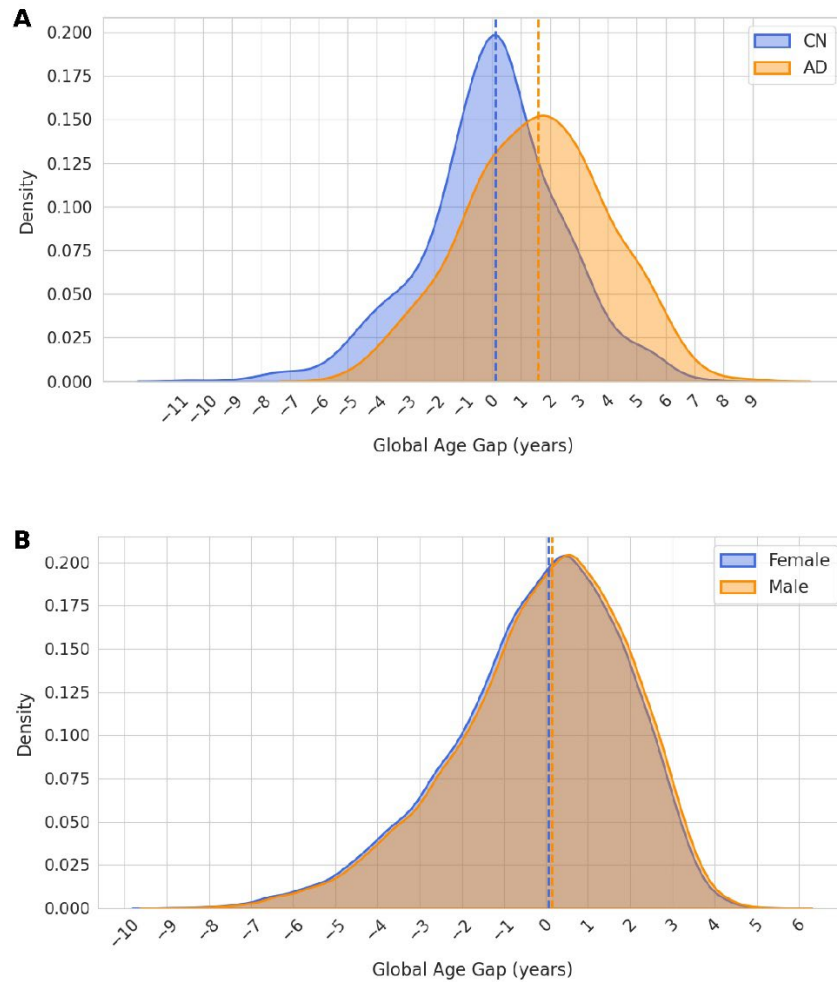 A
0.200
0.175
0.150
0.125
0.100
0.075
0.050
0.025
0.000
Density
CN
AD
−11 −10 −9 −8 −7 −6 −5 −4 −3 −2 −1 0 1 2 3 4 5 6 7 8 9
Global Age Gap (years)
B
0.200
0.175
0.150
0.125
0.100
0.075
0.050
0.025
0.000
Density
Female
Male
−10 −9 −8 −7 −6 −5 −4 −3 −2 −1 0 1 2 3 4 5 6
Global Age Gap (years)